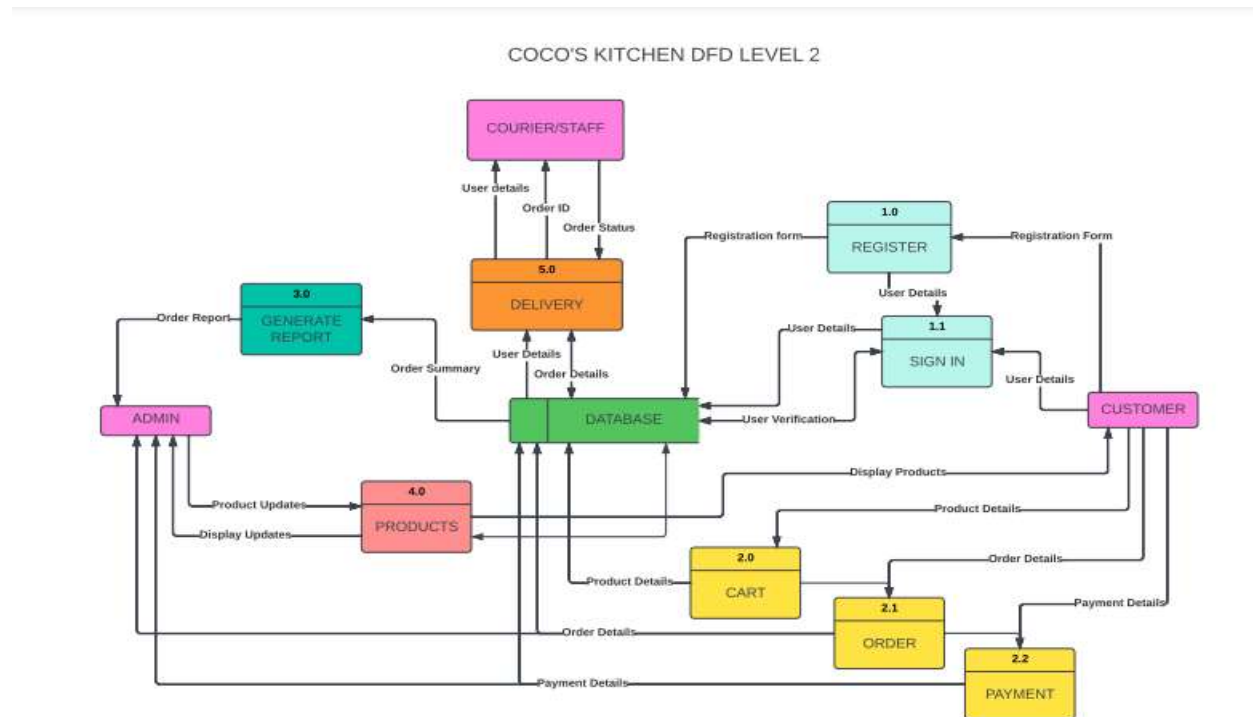 COCO'S KITCHEN DFD LEVEL 2
COURIER/STAFF
User details
Order ID
Order Status
1.0
REGISTER
Registration form
Registration Form
5.0
DELIVERY
User Details
3.0
GENERATE
REPORT
Order Report
1.1
SIGN IN
User Details
User Details
Order Details
Order Summary
User Details
ADMIN
DATABASE
User Verification
CUSTOMER
Display Products
4.0
PRODUCTS
Product Updates
Display Updates
Product Details
2.0
CART
Product Details
Order Details
2.1
ORDER
Order Details
Payment Details
2.2
PAYMENT
Payment Details